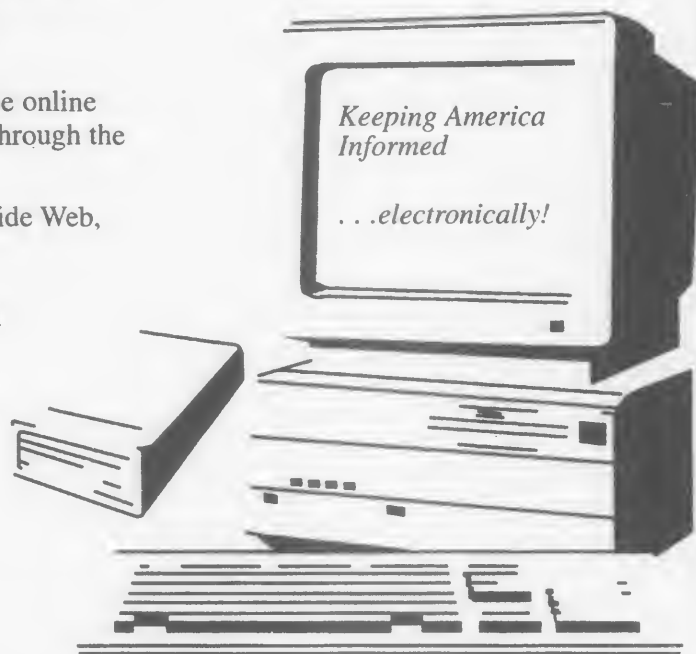 e online
hrough the
ide Web,
Keeping America
Informed
. . .electronically!